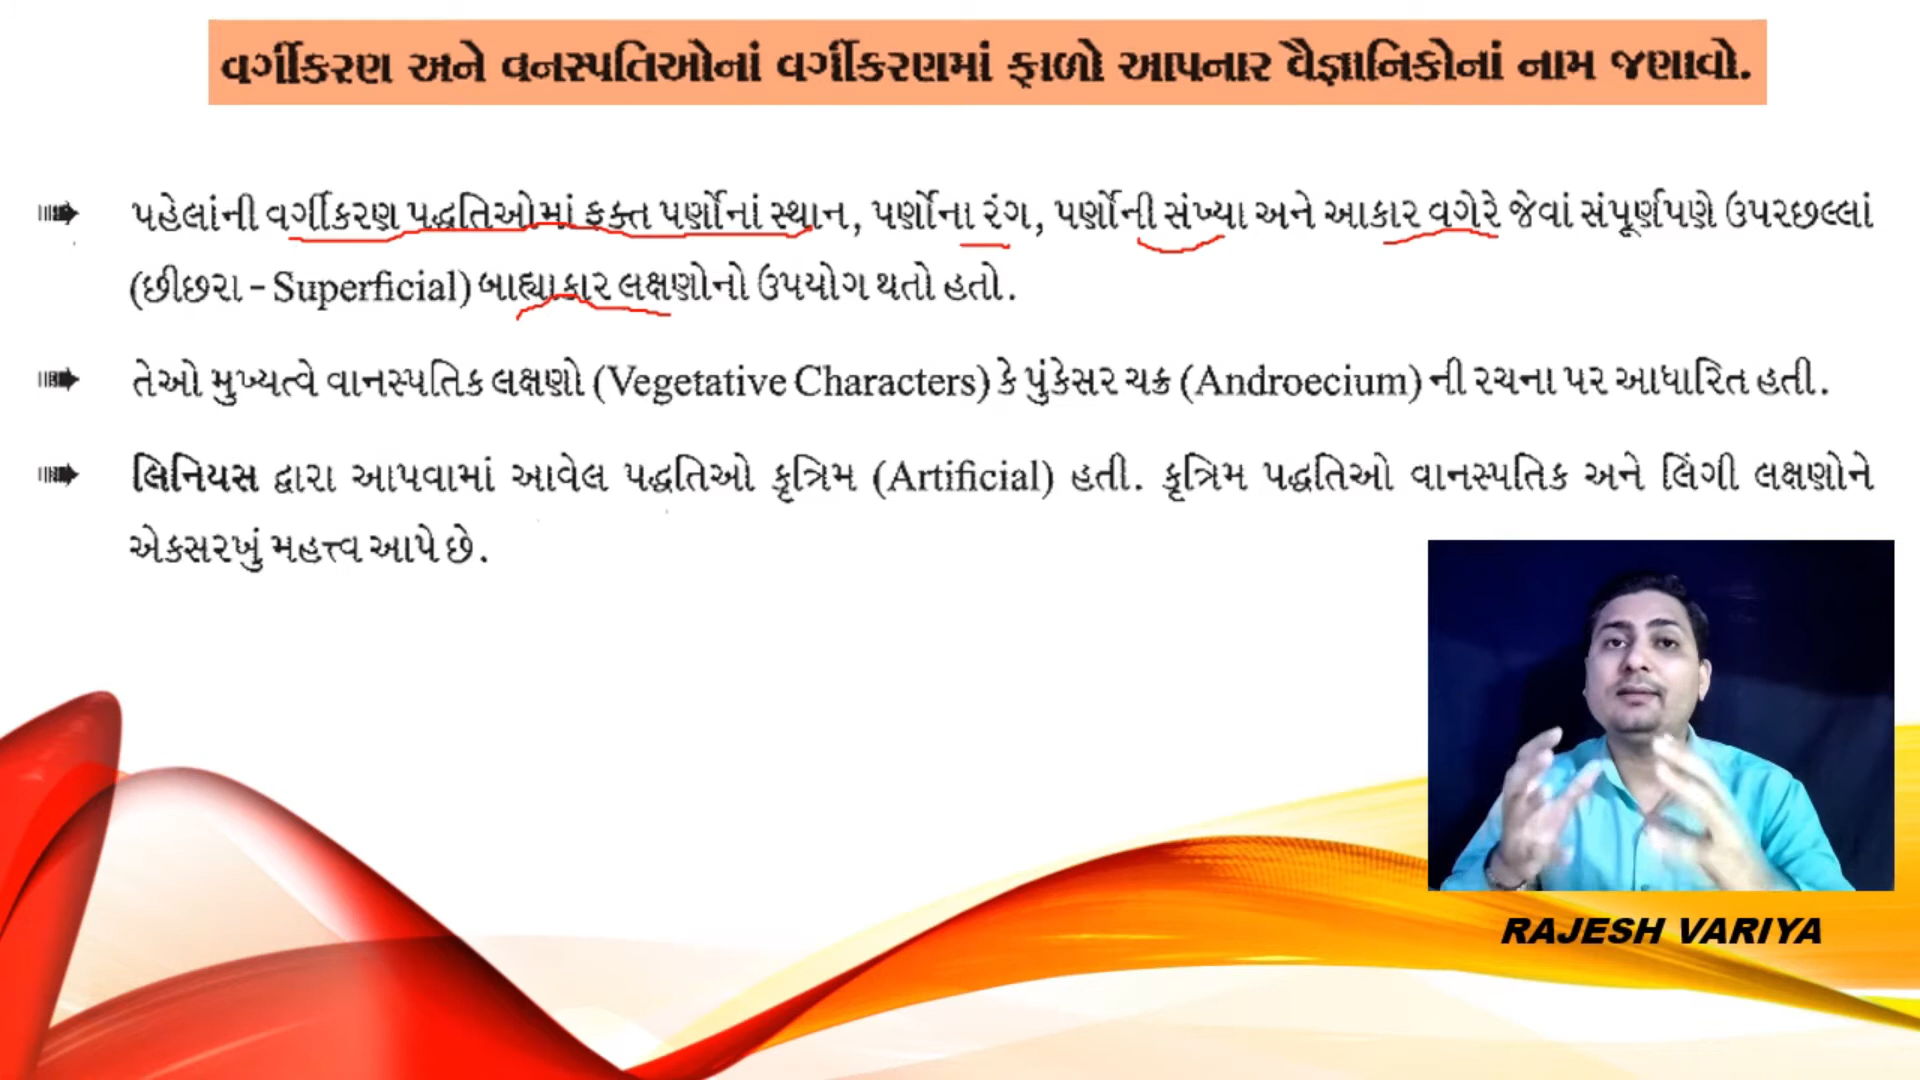 વર્ગીકરણ અને વનસ્પતિઓનાં વર્ગીકરણમાં ફાળો આપનાર વૈજ્ઞાનિકોનાં નામ જણાવો.
પહેલાંની વર્ગીકરણ પદ્ધતિઓમાં ફક્ત પર્ણોનાં સ્થાન, પર્ણોના રંગ, પર્ણોની સંખ્યા અને આકાર વગેરે જેવાં સંપૂર્ણપણે ઉપરછલ્લાં
(છીછરા - Superficial) બાહ્યાકાર લક્ષણોનો ઉપયોગ થતો હતો.
તેઓ મુખ્યત્વે વાનસ્પતિક લક્ષણો (Vegetative Characters) કે પુંકેસર ચક્ર (Androecium) ની રચના પર આધારિત હતી.
લિનિયસ દ્વારા આપવામાં આવેલ પદ્ધતિઓ કૃત્રિમ (Artificial) હતી. કૃત્રિમ પદ્ધતિઓ વાનસ્પતિક અને લિંગી લક્ષણોને
એકસરખું મહત્ત્વ આપે છે.
RAJESH VARIYA